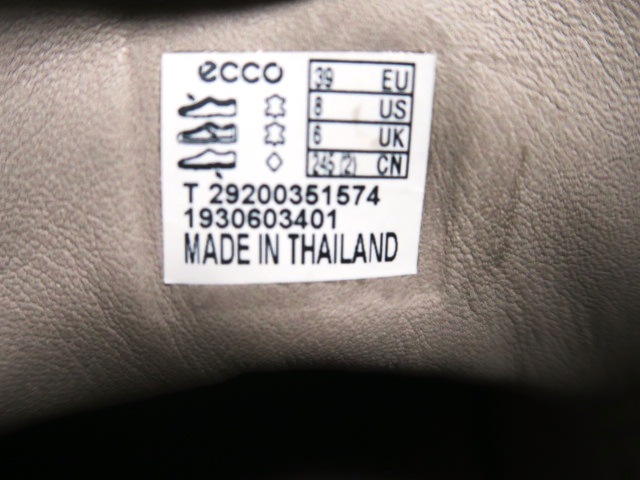 ecco
39 EU
8 US
6 UK
245 (2) CN
T 29200351574
1930603401
MADE IN THAILAND